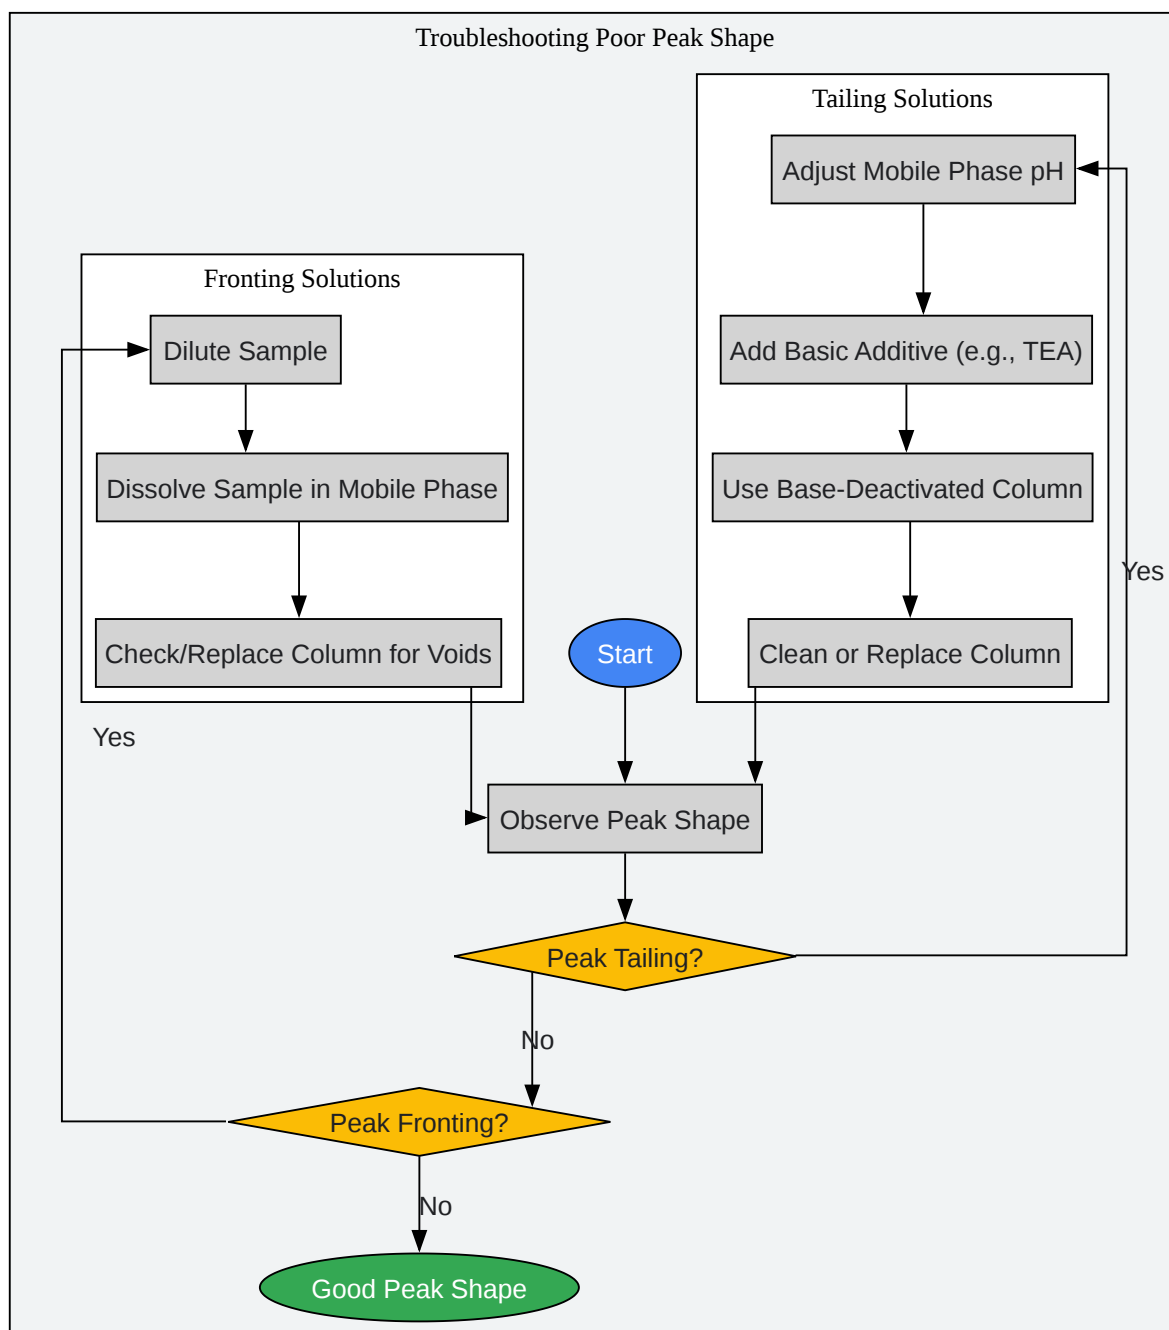 Troubleshooting Poor Peak Shape
Tailing Solutions
Adjust Mobile Phase pH
Fronting Solutions
Dilute Sample
Add Basic Additive (e.g., TEA)
Dissolve Sample in Mobile Phase
Use Base-Deactivated Column
Yes
Check/Replace Column for Voids
Start
Clean or Replace Column
Yes
Observe Peak Shape
Peak Tailing?
No
Peak Fronting?
No
Good Peak Shape